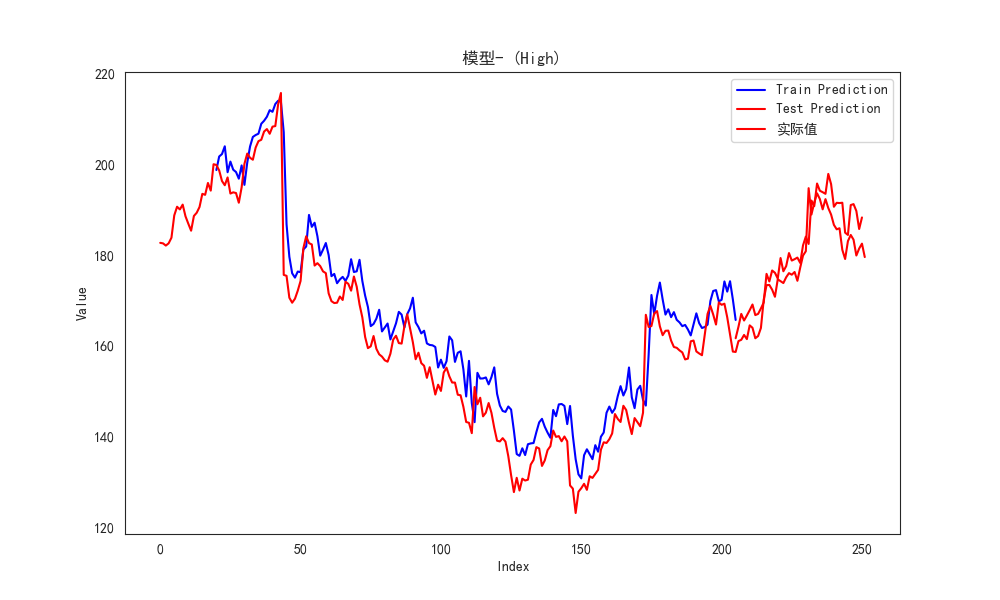 模型- (High)
220
200
180
160
140
120
Value
0
50
100
150
200
250
Index
Train Prediction
Test Prediction
实际值